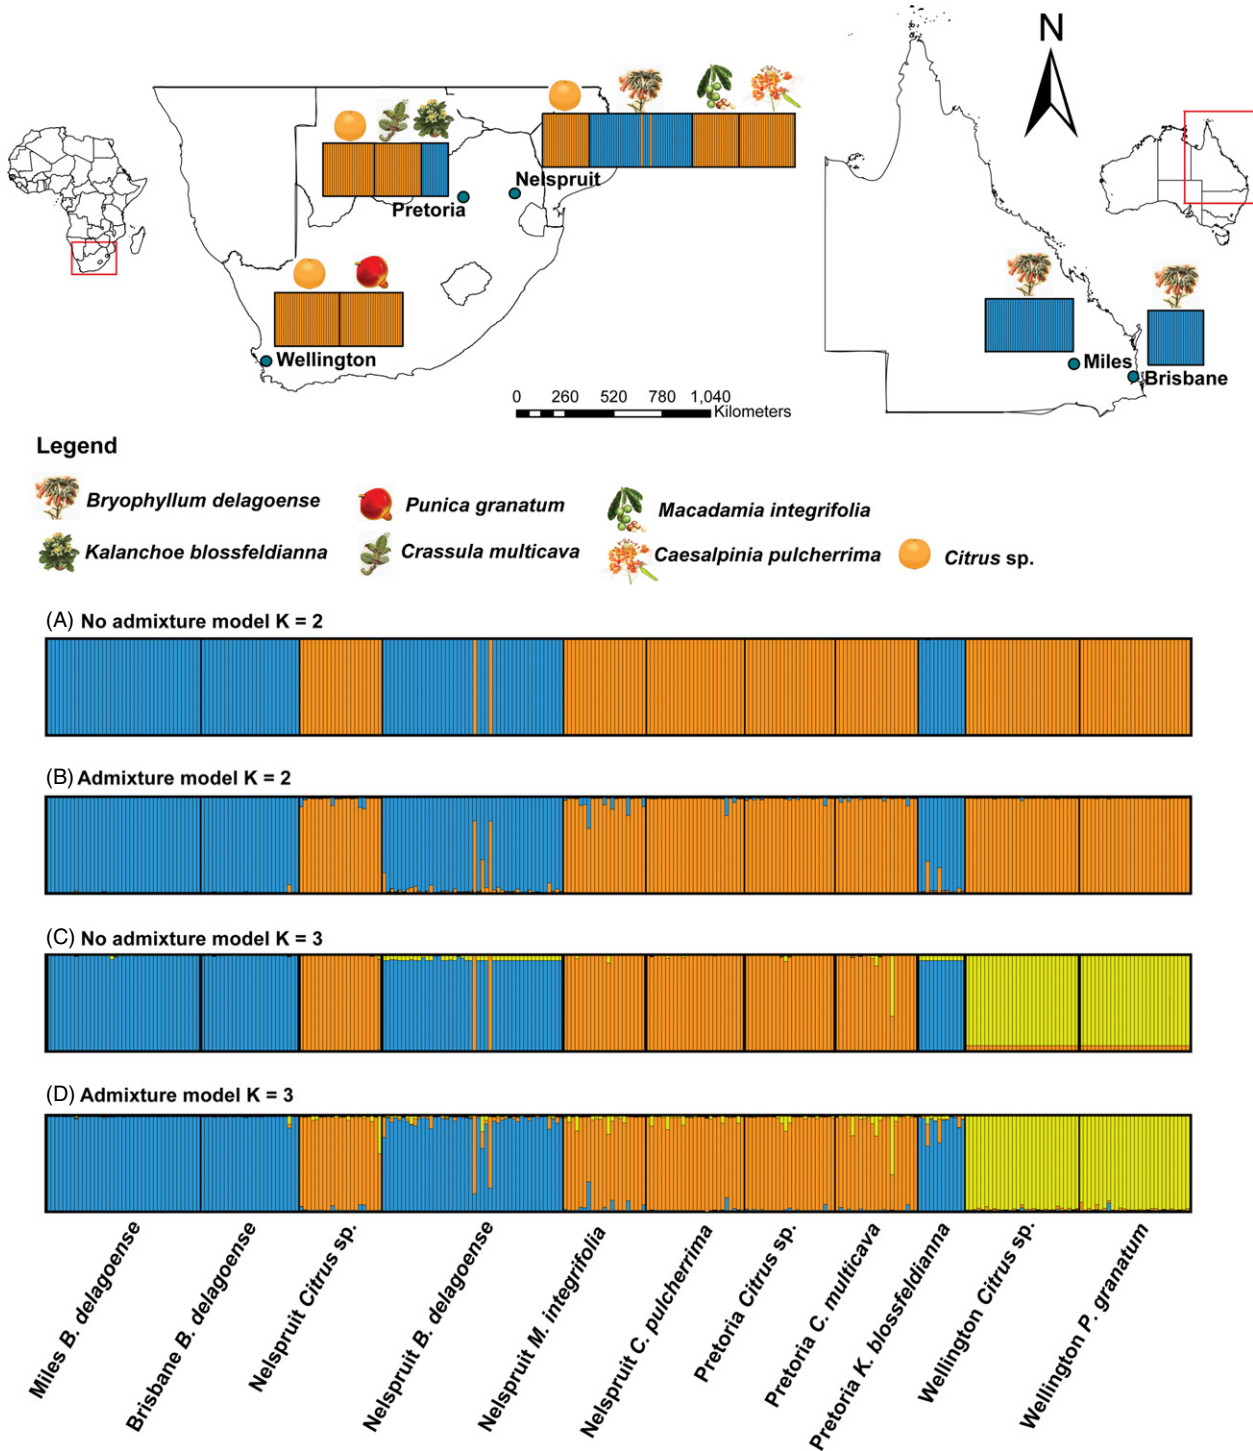 N
Nelspruit
Pretoria
Wellington
Miles
Brisbane
0 260 520 780 1,040
Kilometers
Legend
Bryophyllum delagoense
Punica granatum
Macadamia integrifolia
Kalanchoe blossfeldianna
Crassula multicava
Caesalpinia pulcherrima
Citrus sp.
(A) No admixture model K = 2
(B) Admixture model K = 2
(C) No admixture model K = 3
(D) Admixture model K = 3
Miles B. delagoense
Brisbane B. delagoense
Nelspruit Citrus sp.
Nelspruit B. delagoense
Nelspruit M. integrifolia
Nelspruit C. pulcherrima
Pretoria Citrus sp.
Pretoria C. multicava
Pretoria K. blossfeldianna
Wellington Citrus sp.
Wellington P. granatum